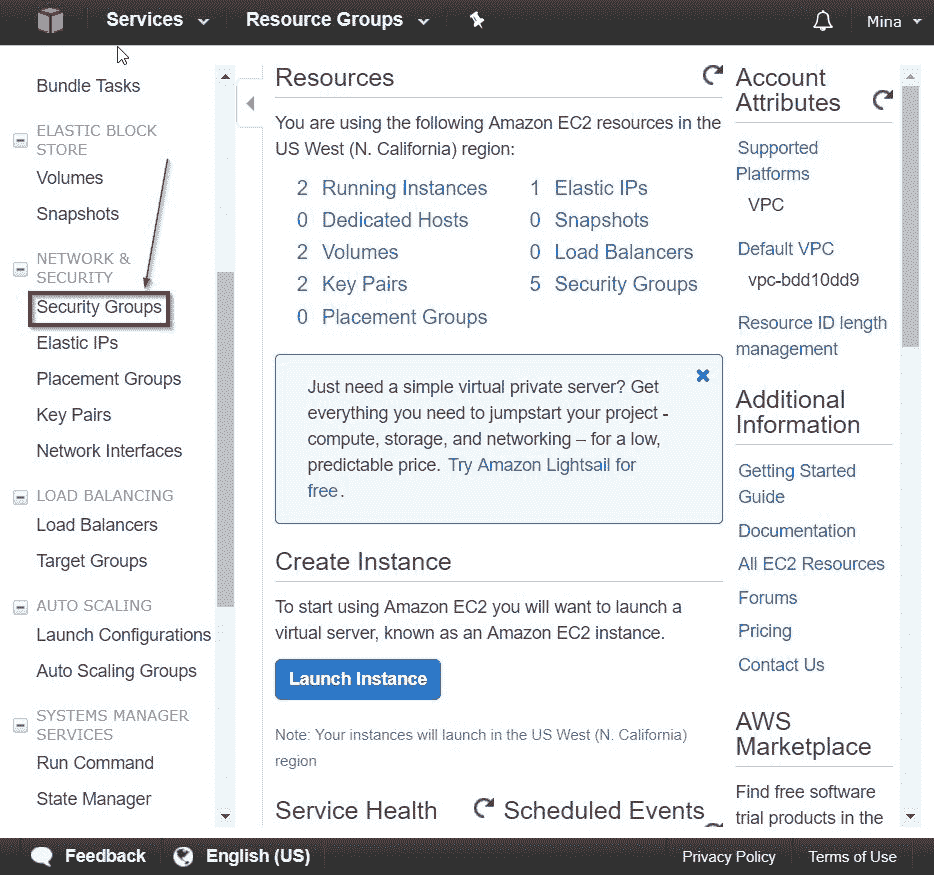 Services
Resource Groups
Mina
Bundle Tasks
ELASTIC BLOCK
STORE
Volumes
Snapshots
NETWORK &
SECURITY
Security Groups
Elastic IPs
Placement Groups
Key Pairs
Network Interfaces
LOAD BALANCING
Load Balancers
Target Groups
AUTO SCALING
Launch Configurations
Auto Scaling Groups
SYSTEMS MANAGER
SERVICES
Run Command
State Manager
Resources
You are using the following Amazon EC2 resources in the
US West (N. California) region:
2 Running Instances
1 Elastic IPs
0 Dedicated Hosts
0 Snapshots
2 Volumes
0 Load Balancers
2 Key Pairs
5 Security Groups
0 Placement Groups
Just need a simple virtual private server? Get
everything you need to jumpstart your project -
compute, storage, and networking – for a low,
predictable price. Try Amazon Lightsail for
free.
Create Instance
To start using Amazon EC2 you will want to launch a
virtual server, known as an Amazon EC2 instance.
Launch Instance
Note: Your instances will launch in the US West (N. California)
region
Service Health
Scheduled Events
Account
Attributes
Supported
Platforms
VPC
Default VPC
vpc-bdd10dd9
Resource ID length
management
Additional
Information
Getting Started
Guide
Documentation
All EC2 Resources
Forums
Pricing
Contact Us
AWS
Marketplace
Find free software
trial products in the
Feedback
English (US)
Privacy Policy
Terms of Use